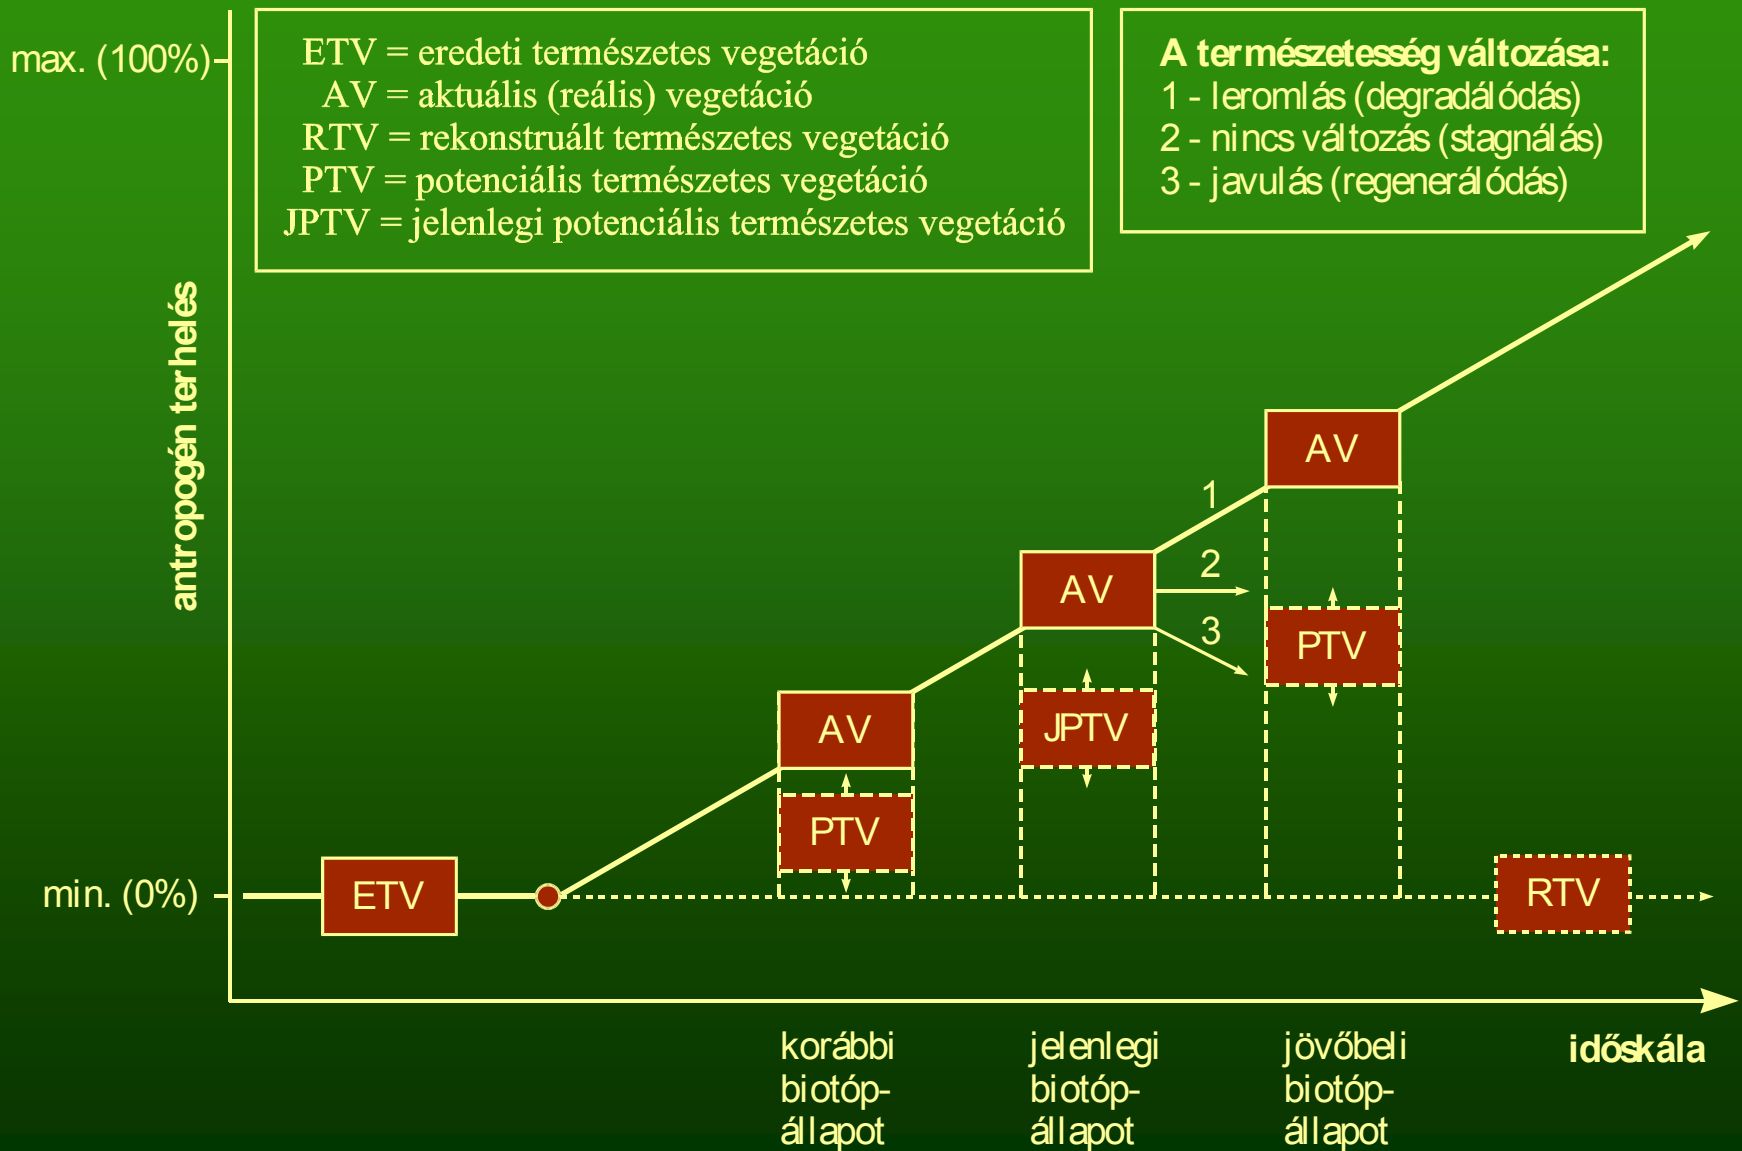 max. (100%)
ETV = eredeti természetes vegetáció
AV = aktuális (reális) vegetáció
RTV = rekonstruált természetes vegetáció
PTV = potenciális természetes vegetáció
JPTV = jelenlegi potenciális természetes vegetáció
A természetesség változása:
1 - leromlás (degradálódás)
2 - nincs változás (stagnálás)
3 - javulás (regenerálódás)
antropogén terhelés
AV
1
AV
2
3
PTV
AV
JPTV
PTV
min. (0%)
ETV
RTV
korábbi
biotóp-
állapot
jelenlegi
biotóp-
állapot
jövőbeli
biotóp-
állapot
időskála